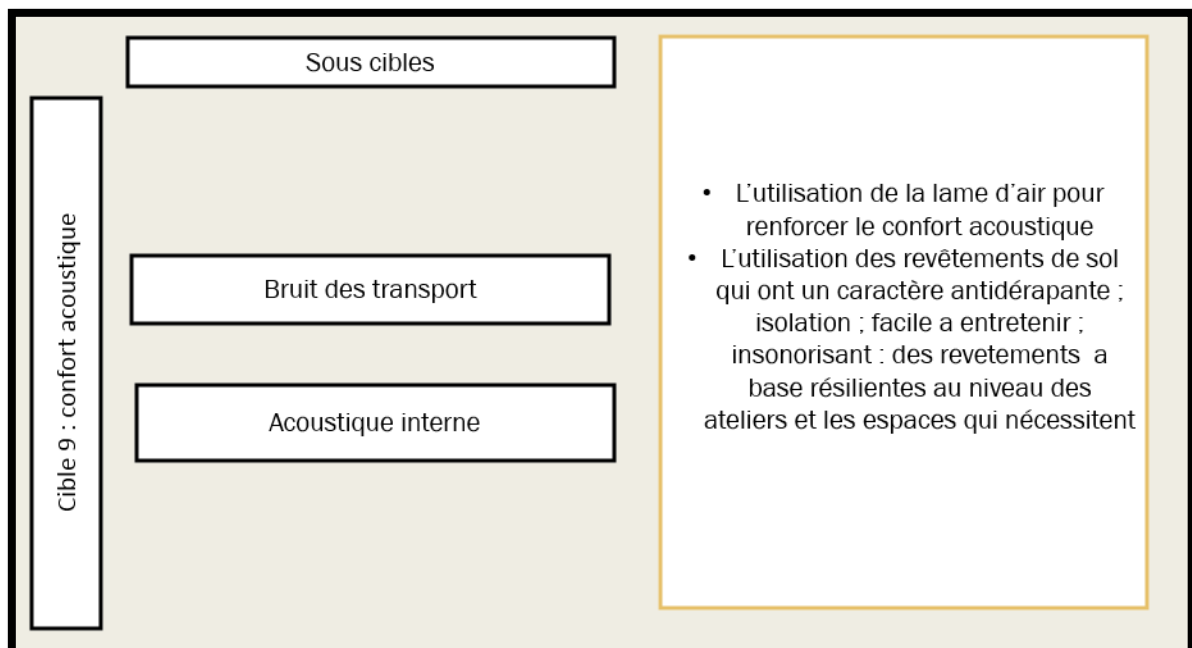 Sous cibles
Cible 9 : confort acoustique
Bruit des transport
Acoustique interne
• L'utilisation de la lame d'air pour
renforcer le confort acoustique
• L'utilisation des revêtements de sol
qui ont un caractère antidérapante ;
isolation ; facile a entretenir ;
insonorisant : des revetements a
base résilientes au niveau des
ateliers et les espaces qui nécessitent